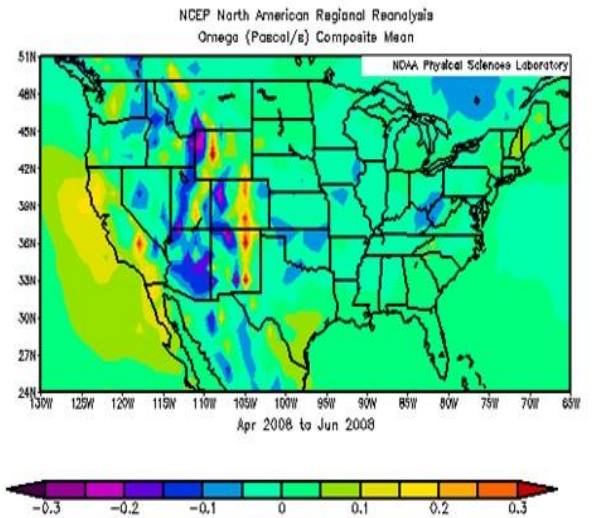 NCEP North American Regional Reanalysis
Omega (Pascal/s) Composite Mean
NOAA Physical Sciences Laboratory
51N
48N
45N
42N
39N
36N
33N
30N
27N
24N
130W 125W 120W 115W 110W 105W 100W 95W 90W 85W 80W 75W 70W 65W
Apr 2008 to Jun 2008
-0.3 -0.2 -0.1 0 0.1 0.2 0.3